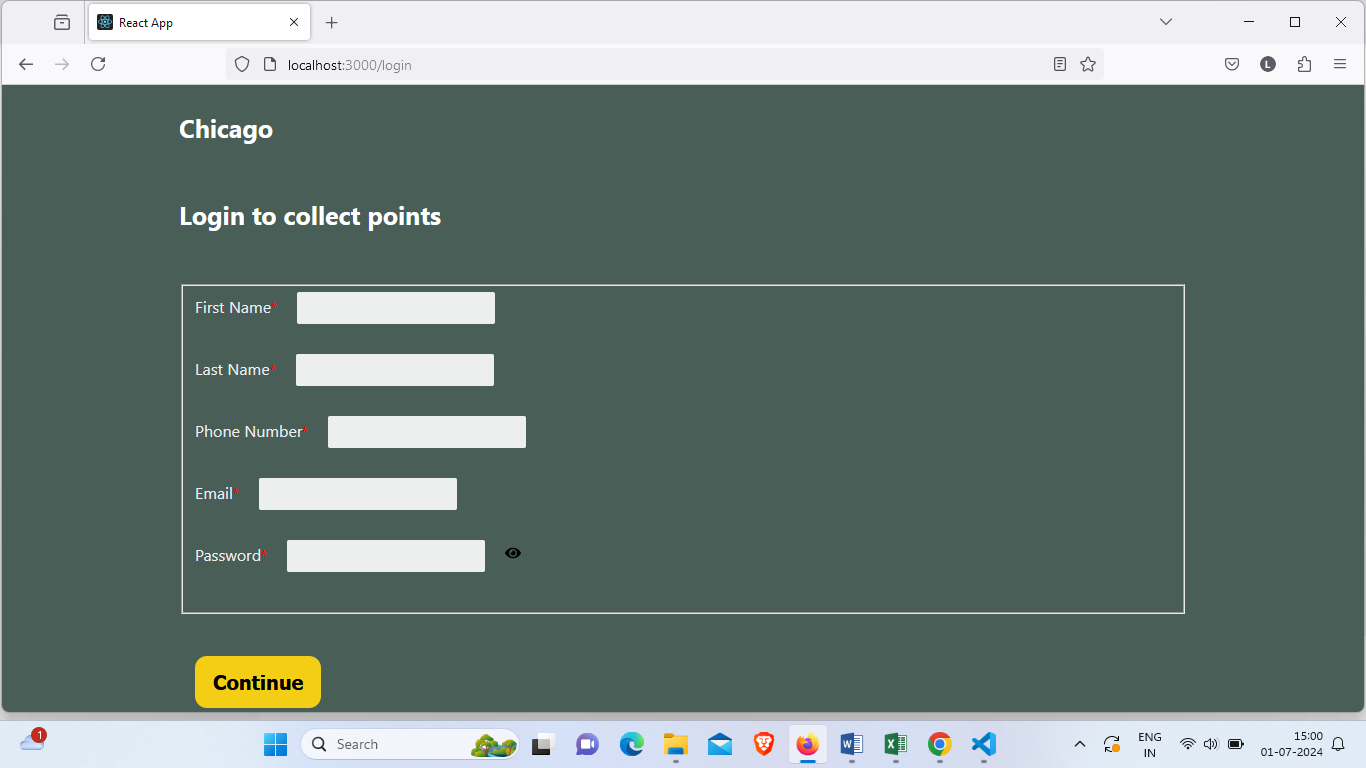 1
React App
localhost:3000/login
L
Chicago
Login to collect points
First Name*
Last Name*
Phone Number*
Email*
Password*
Continue
1
Search
ENG
IN
15:00
01-07-2024